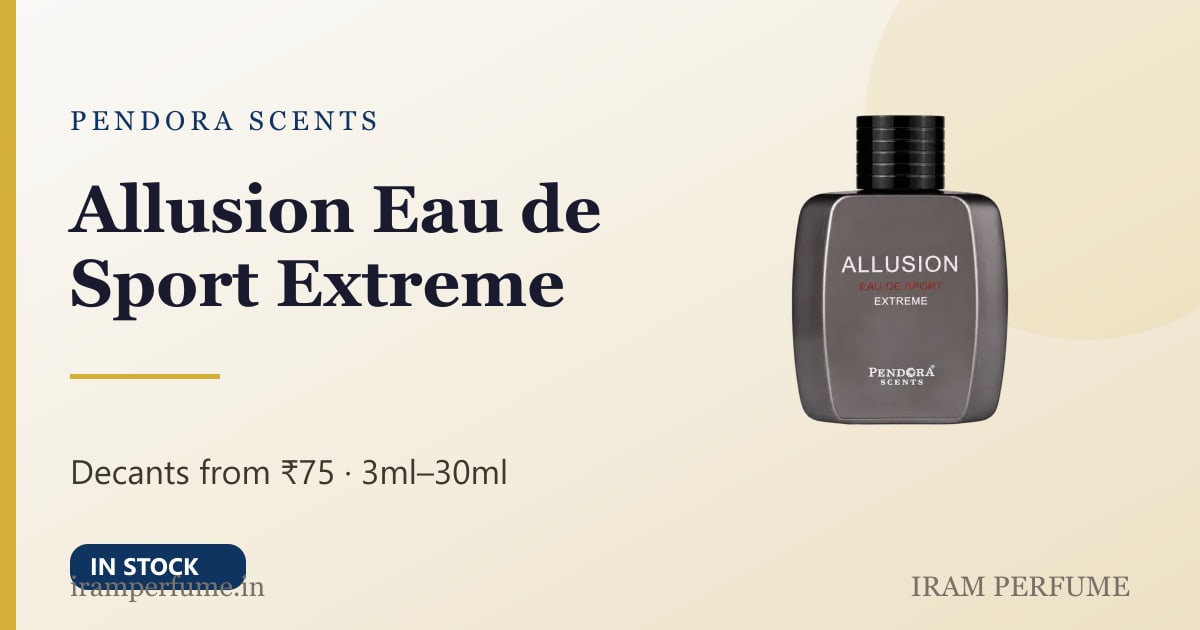 PENDORA SCENTS
Allusion Eau de
Sport Extreme
ALLUSION
EAU DE SPORT
EXTREME
PENDORA
SCENTS
Decants from ₹75 · 3ml–30ml
IN STOCK
iramperfume.in
IRAM PERFUME